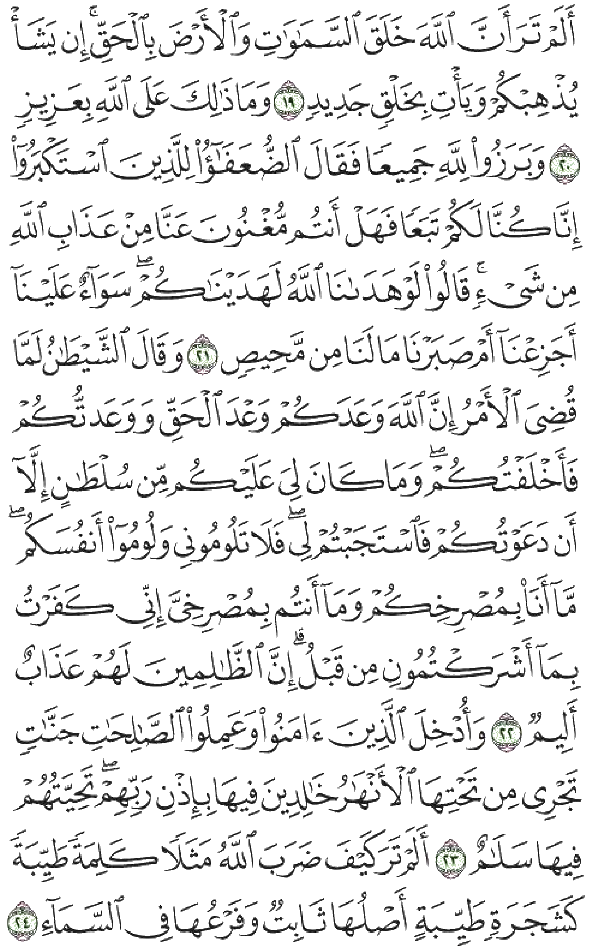 أَلَمْ تَرَ أَنَّ ٱللَّهَ خَلَقَ ٱلسَّمَٰوَٰتِ وَٱلْأَرْضَ بِٱلْحَقِّ ۚ إِن يَشَأْ
يُذْهِبْكُمْ وَيَأْتِ بِخَلْقٍ جَدِيدٍ ١٩ وَمَا ذَٰلِكَ عَلَى ٱللَّهِ بِعَزِيزٍ
٢٠ وَبَرَزُوا۟ لِلَّهِ جَمِيعًا فَقَالَ ٱلضُّعَفَٰٓؤُا۟ لِلَّذِينَ ٱسْتَكْبَرُوٓا۟
إِنَّا كُنَّا لَكُمْ تَبَعًا فَهَلْ أَنتُم مُّغْنُونَ عَنَّا مِنْ عَذَابِ ٱللَّهِ
مِن شَىْءٍ ۚ قَالُوا۟ لَوْ هَدَىٰنَا ٱللَّهُ لَهَدَيْنَٰكُمْ ۖ سَوَآءٌ عَلَيْنَآ
أَجَزِعْنَآ أَمْ صَبَرْنَا مَا لَنَا مِن مَّحِيصٍ ٢١ وَقَالَ ٱلشَّيْطَٰنُ لَمَّا
قُضِىَ ٱلْأَمْرُ إِنَّ ٱللَّهَ وَعَدَكُمْ وَعْدَ ٱلْحَقِّ وَوَعَدتُّكُمْ
فَأَخْلَفْتُكُمْ ۖ وَمَا كَانَ لِىَ عَلَيْكُم مِّن سُلْطَٰنٍ إِلَّآ
أَن دَعَوْتُكُمْ فَٱسْتَجَبْتُمْ لِى ۖ فَلَا تَلُومُونِى وَلُومُوٓا۟ أَنفُسَكُم ۖ
مَّآ أَنَا۠ بِمُصْرِخِكُمْ وَمَآ أَنتُم بِمُصْرِخِىَّ ۖ إِنِّى كَفَرْتُ
بِمَآ أَشْرَكْتُمُونِ مِن قَبْلُ ۗ إِنَّ ٱلظَّٰلِمِينَ لَهُمْ عَذَابٌ
أَلِيمٌ ٢٢ وَأُدْخِلَ ٱلَّذِينَ ءَامَنُوا۟ وَعَمِلُوا۟ ٱلصَّٰلِحَٰتِ جَنَّٰتٍ
تَجْرِى مِن تَحْتِهَا ٱلْأَنْهَٰرُ خَٰلِدِينَ فِيهَا بِإِذْنِ رَبِّهِمْ ۖ تَحِيَّتُهُمْ
فِيهَا سَلَٰمٌ ٢٣ أَلَمْ تَرَ كَيْفَ ضَرَبَ ٱللَّهُ مَثَلًا كَلِمَةً طَيِّبَةً
كَشَجَرَةٍ طَيِّبَةٍ أَصْلُهَا ثَابِتٌ وَفَرْعُهَا فِى ٱلسَّمَآءِ ٢٤